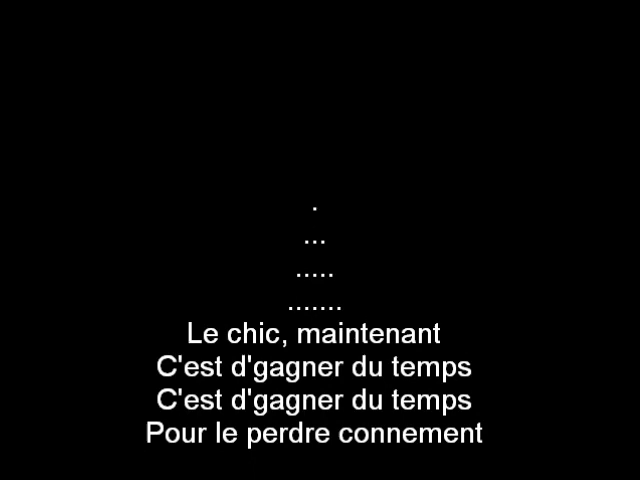 .
...
.....
.......
Le chic, maintenant
C'est d'gagner du temps
C'est d'gagner du temps
Pour le perdre connement